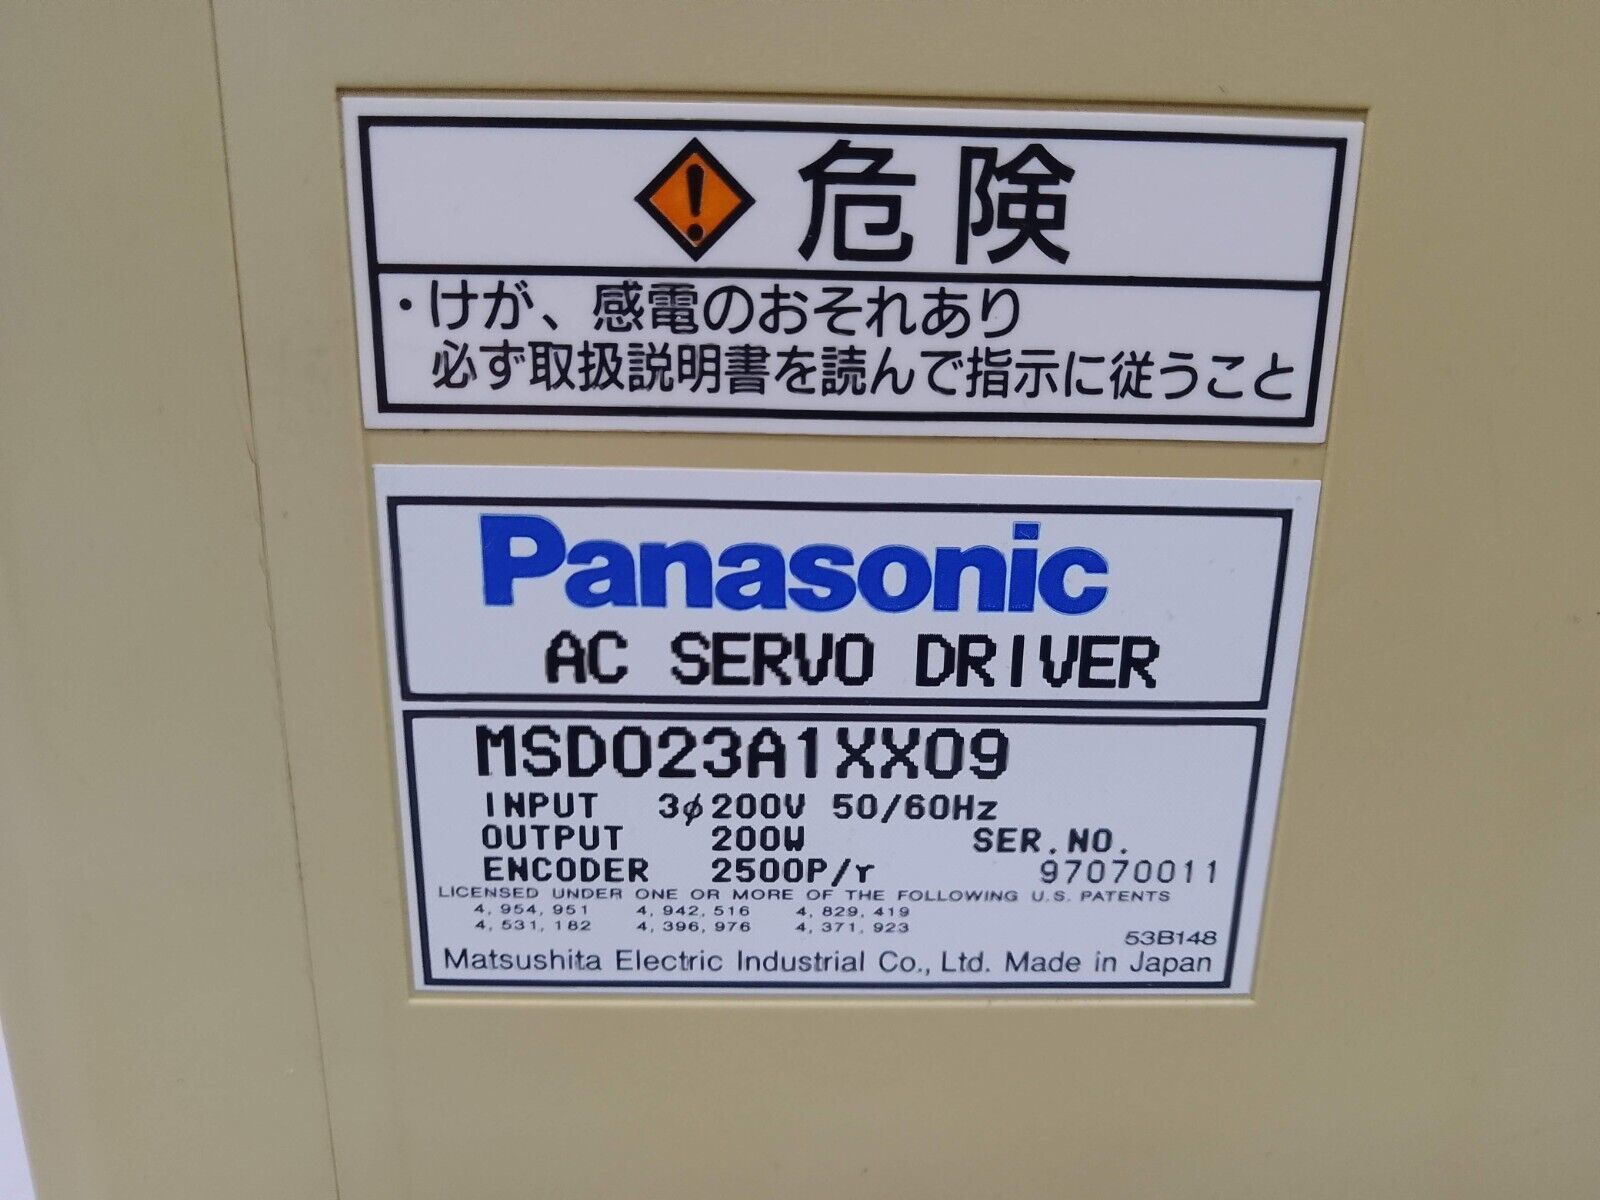 危険
・けが、感電のおそれあり
必ず取扱説明書を読んで指示に従うこと
Panasonic
AC SERVO DRIVER
MSD023A1XX09
INPUT 3φ200V 50/60Hz
OUTPUT 200W SER.NO.
ENCODER 2500P/r 97070011
LICENSED UNDER ONE OR MORE OF THE FOLLOWING U.S. PATENTS
4,954,951 4,942,516 4,829,419
4,531,182 4,396,976 4,371,923
53B148
Matsushita Electric Industrial Co., Ltd. Made in Japan